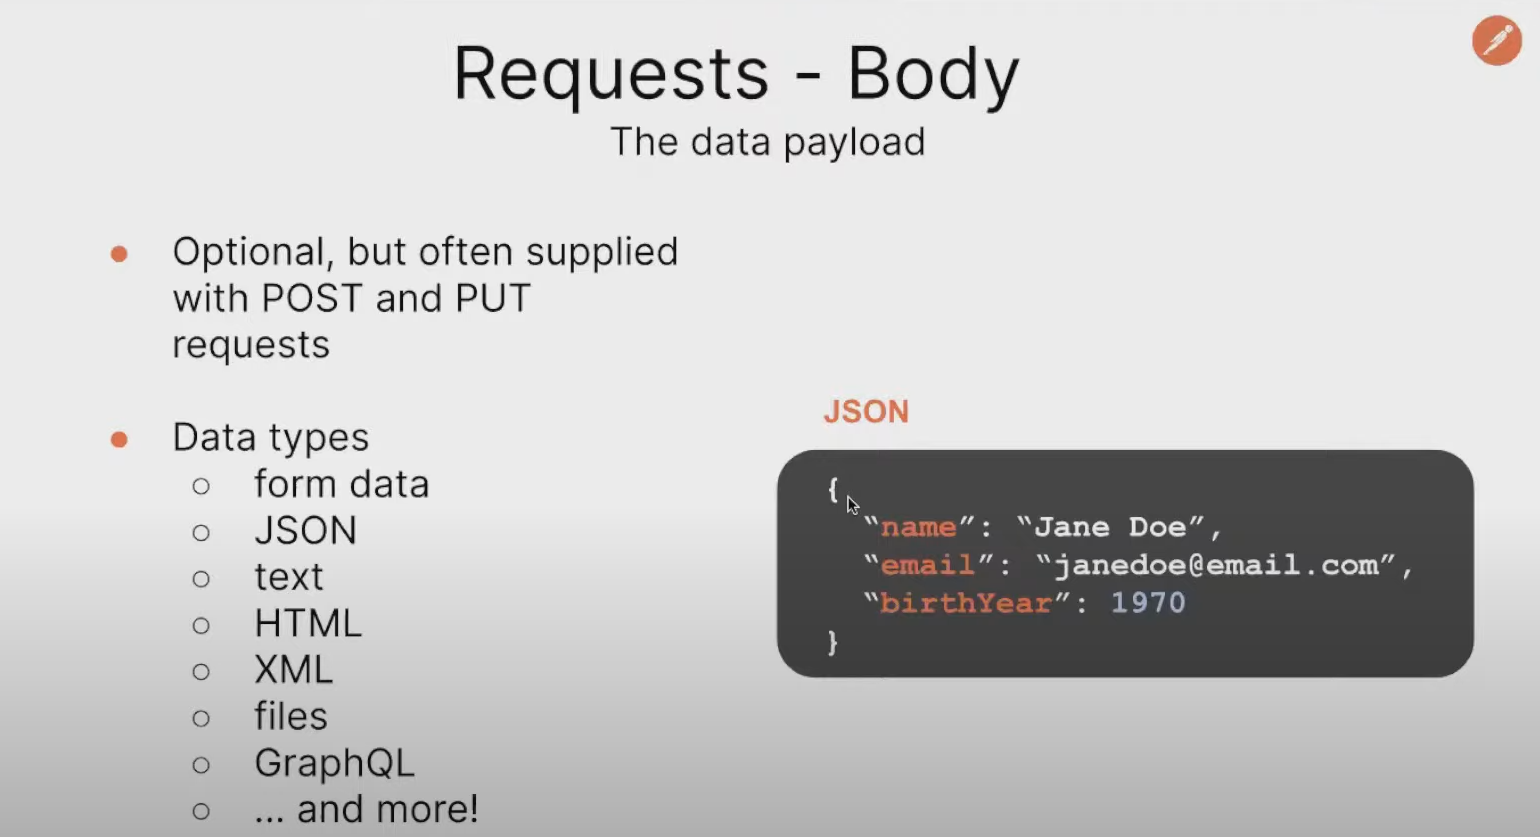 Requests - Body
The data payload
● Optional, but often supplied
with POST and PUT
requests
● Data types
○ form data
○ JSON
○ text
○ HTML
○ XML
○ files
○ GraphQL
○ ... and more!
JSON
{
“name”: “Jane Doe”,
“email”: “janedoe@email.com”,
“birthYear”: 1970
}